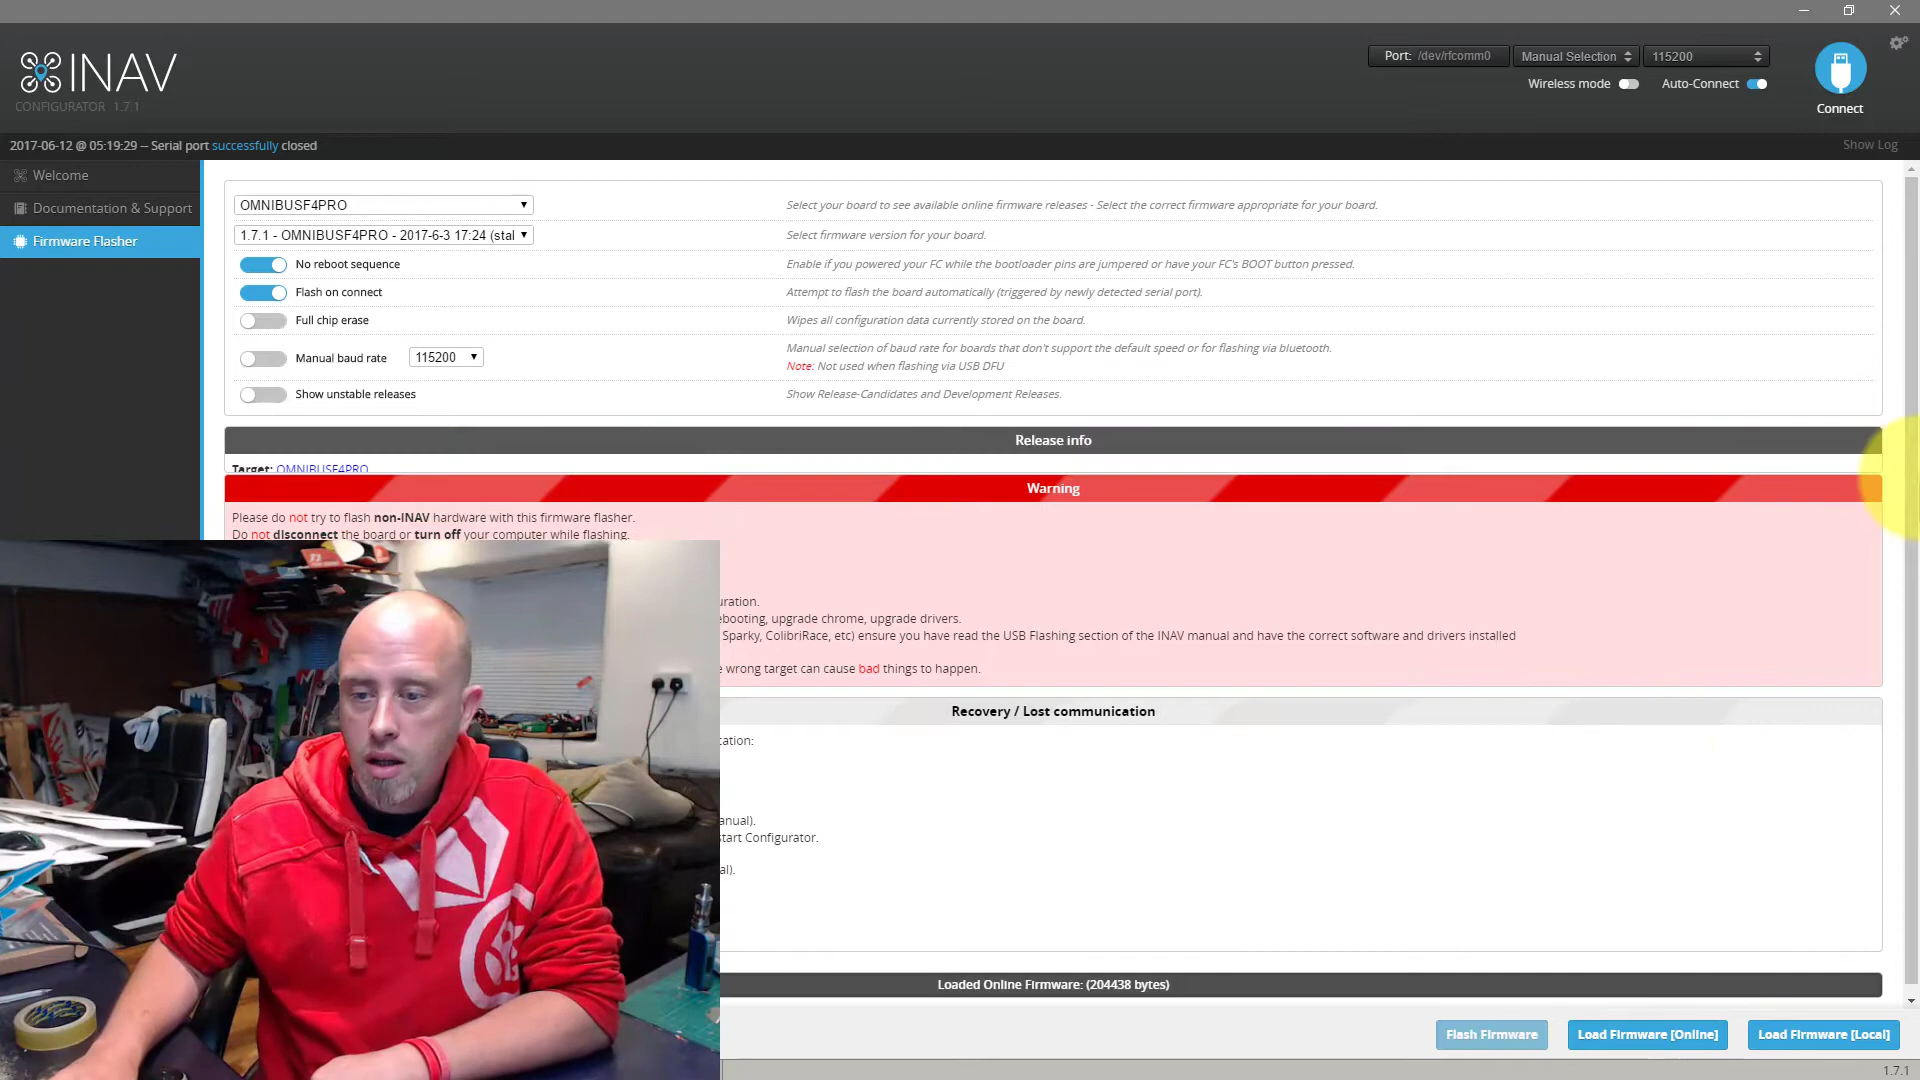 INAV
CONFIGURATOR 1.7.1
Port: /dev/rfcomm0
Manual Selection
115200
Wireless mode
Auto-Connect
Connect
2017-06-12 @ 05:19:29 -- Serial port successfully closed
Show Log
Welcome
Documentation & Support
Firmware Flasher
OMNIBUSF4PRO
Select your board to see available online firmware releases - Select the correct firmware appropriate for your board.
1.7.1 - OMNIBUSF4PRO - 2017-6-3 17:24 (stal
Select firmware version for your board.
No reboot sequence
Enable if you powered your FC while the bootloader pins are jumpered or have your FC's BOOT button pressed.
Flash on connect
Attempt to flash the board automatically (triggered by newly detected serial port).
Full chip erase
Wipes all configuration data currently stored on the board.
Manual baud rate
115200
Manual selection of baud rate for boards that don't support the default speed or for flashing via bluetooth.
Note: Not used when flashing via USB DFU
Show unstable releases
Show Release-Candidates and Development Releases.
Release info
Target: OMNIBUSF4PRO
Warning
Please do not try to flash non-INAV hardware with this firmware flasher.
Do not disconnect the board or turn off your computer while flashing.
uration.
ebooting, upgrade chrome, upgrade drivers.
Sparky, ColibriRace, etc) ensure you have read the USB Flashing section of the INAV manual and have the correct software and drivers installed
e wrong target can cause bad things to happen.
Recovery / Lost communication
cation:
anual).
start Configurator.
al).
Loaded Online Firmware: (204438 bytes)
Flash Firmware
Load Firmware [Online]
Load Firmware [Local]
1.7.1